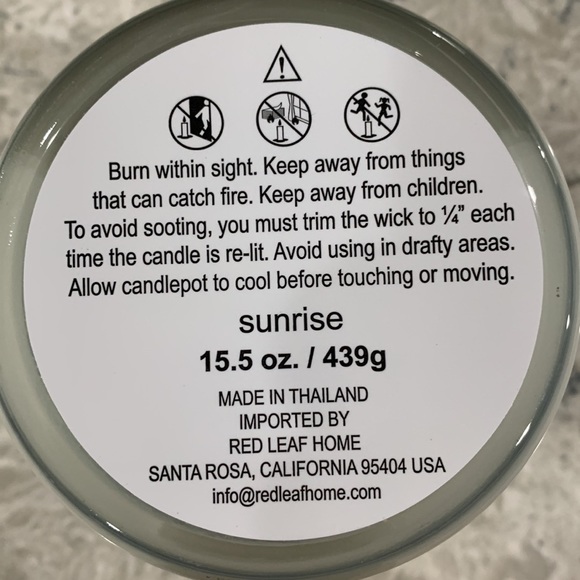 Burn within sight. Keep away from things
that can catch fire. Keep away from children.
To avoid sooting, you must trim the wick to ¼” each
time the candle is re-lit. Avoid using in drafty areas.
Allow candlepot to cool before touching or moving.
sunrise
15.5 oz. / 439g
MADE IN THAILAND
IMPORTED BY
RED LEAF HOME
SANTA ROSA, CALIFORNIA 95404 USA
info@redleafhome.com